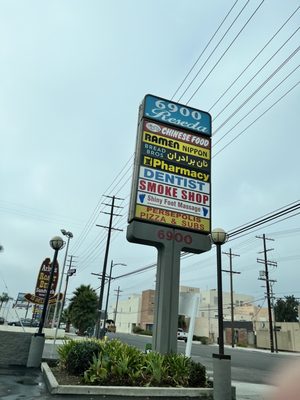 6900
Reseda
CHINESE FOOD
RAMEN NIPPON
BREAD BROS نان برادران
Pharmacy
DENTIST
SMOKE SHOP
Shiny Foot Massage
PERSEPOLIS
PIZZA & SUBS
6900